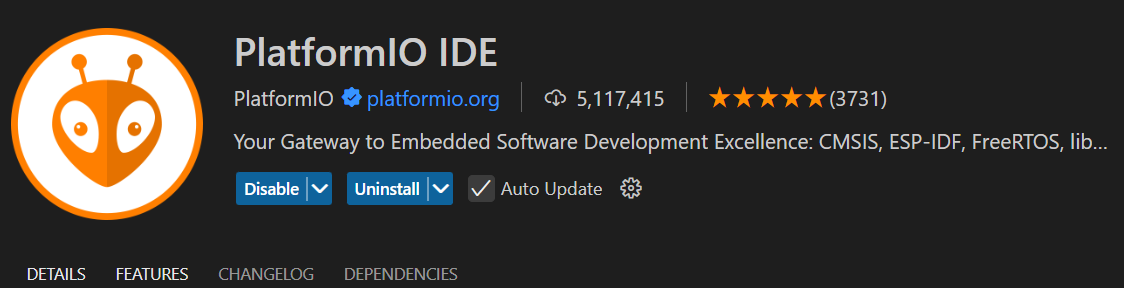 PlatformIO IDE
PlatformIO platformio.org 5,117,415 (3731)
Your Gateway to Embedded Software Development Excellence: CMSIS, ESP-IDF, FreeRTOS, lib...
Disable Uninstall Auto Update
DETAILS FEATURES CHANGELOG DEPENDENCIES